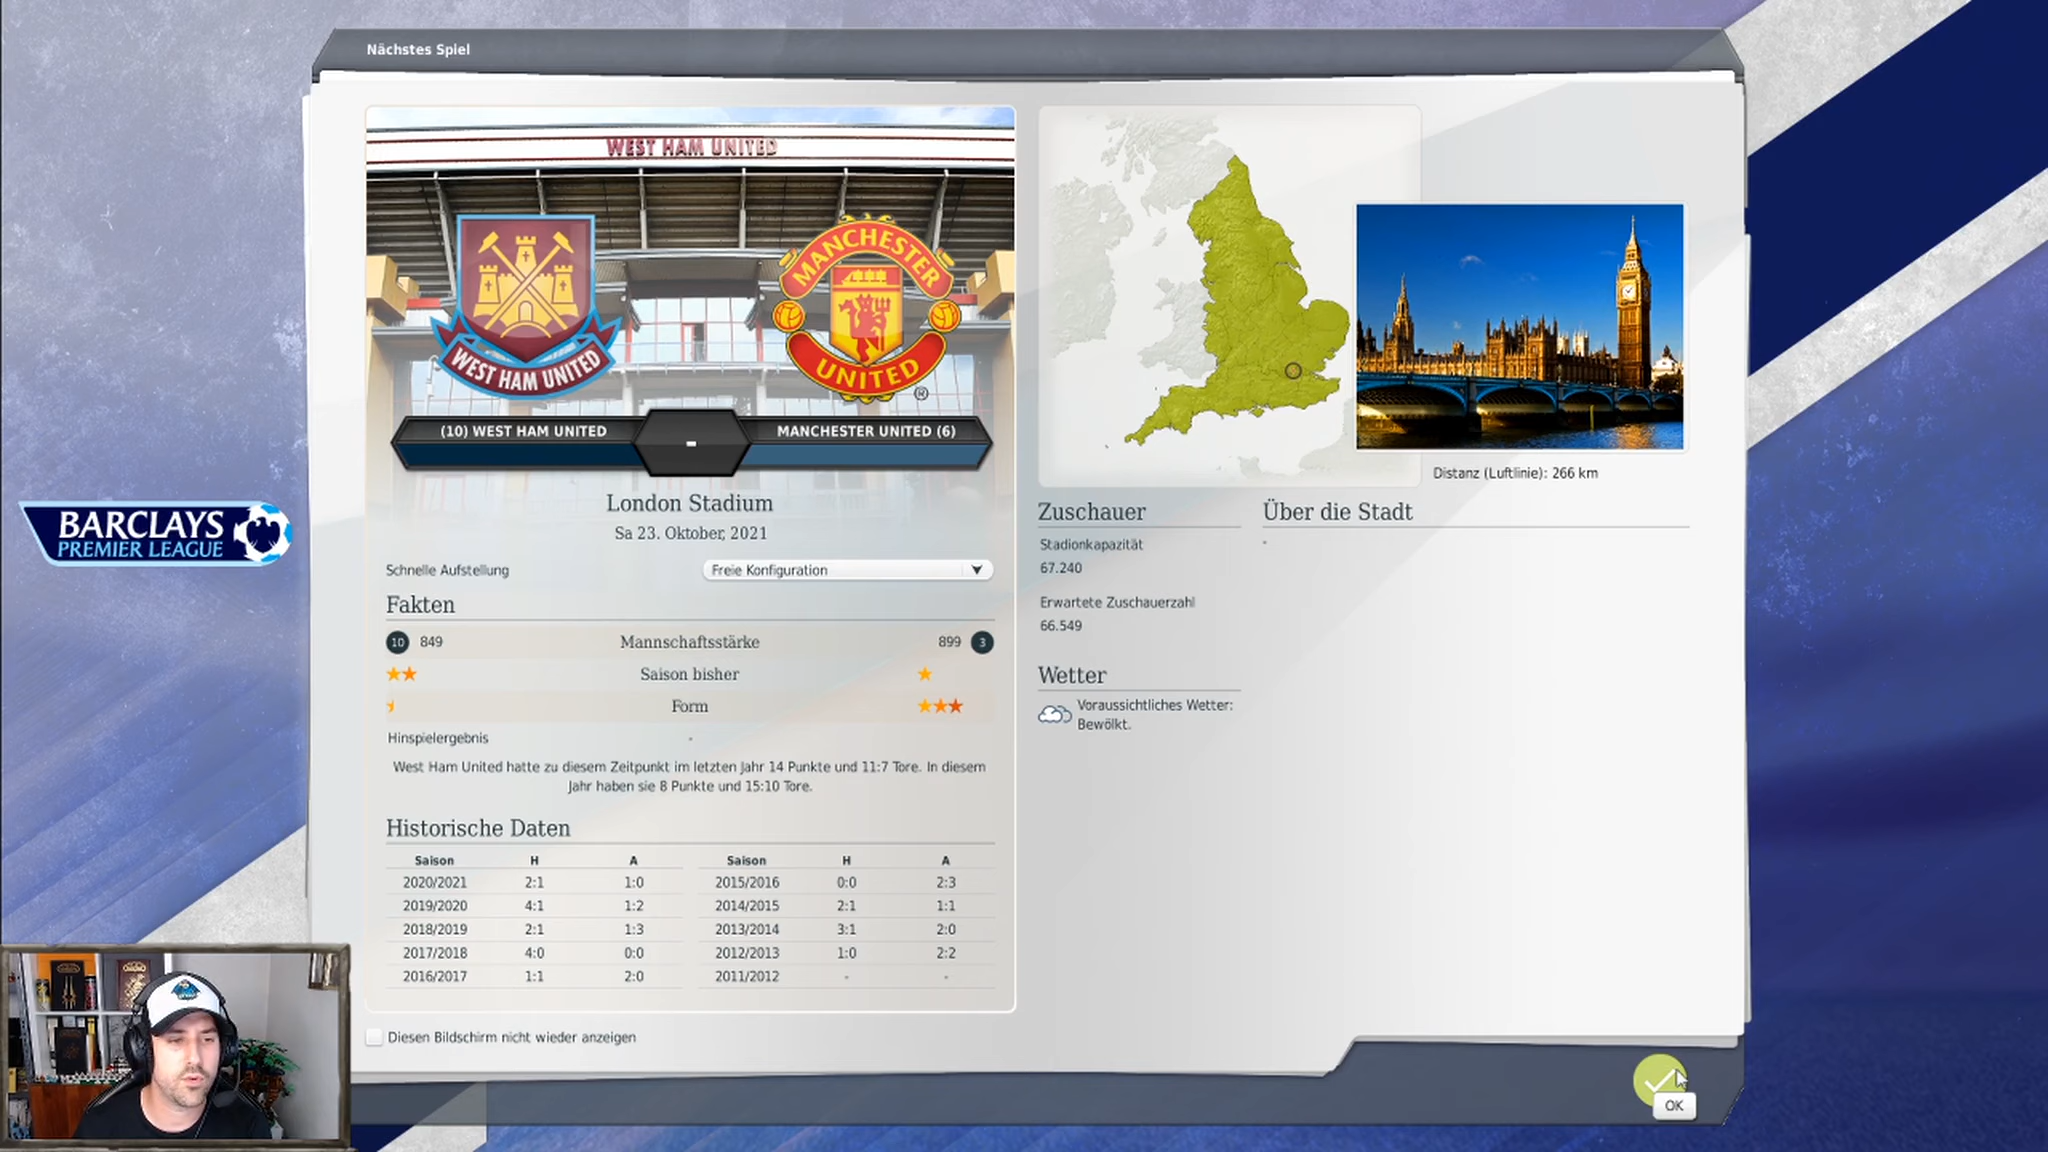 Nächstes Spiel
WEST HAM UNITED
WEST HAM UNITED
MANCHESTER
UNITED
®
(10) WEST HAM UNITED
-
MANCHESTER UNITED (6)
London Stadium
Sa 23. Oktober, 2021
Schnelle Aufstellung
Freie Konfiguration
Fakten
10 849 Mannschaftsstärke 899 3
Saison bisher
Form
Hinspielergebnis -
West Ham United hatte zu diesem Zeitpunkt im letzten Jahr 14 Punkte und 11:7 Tore. In diesem
Jahr haben sie 8 Punkte und 15:10 Tore.
Historische Daten
Saison H A Saison H A
2020/2021 2:1 1:0 2015/2016 0:0 2:3
2019/2020 4:1 1:2 2014/2015 2:1 1:1
2018/2019 2:1 1:3 2013/2014 3:1 2:0
2017/2018 4:0 0:0 2012/2013 1:0 2:2
2016/2017 1:1 2:0 2011/2012 - -
Diesen Bildschirm nicht wieder anzeigen
Distanz (Luftlinie): 266 km
Zuschauer
Stadionkapazität
67.240
Erwartete Zuschauerzahl
66.549
Wetter
Voraussichtliches Wetter:
Bewölkt.
Über die Stadt
-
BARCLAYS
PREMIER LEAGUE
OK